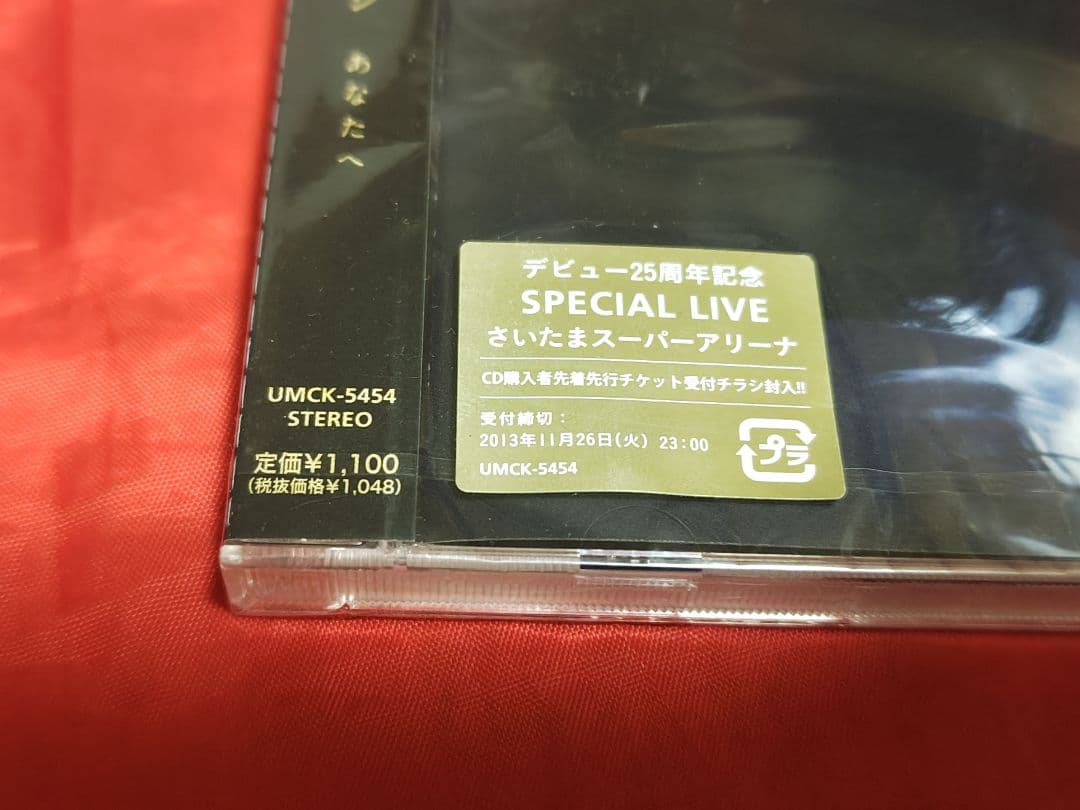 ン あなたへ
UMCK-5454
STEREO
定価¥1,100
(税抜価格¥1,048)
デビュー25周年記念
SPECIAL LIVE
さいたまスーパーアリーナ
CD購入者先着先行チケット受付チラシ封入!!
受付締切:
2013年11月26日(火) 23:00
UMCK-5454
プラ